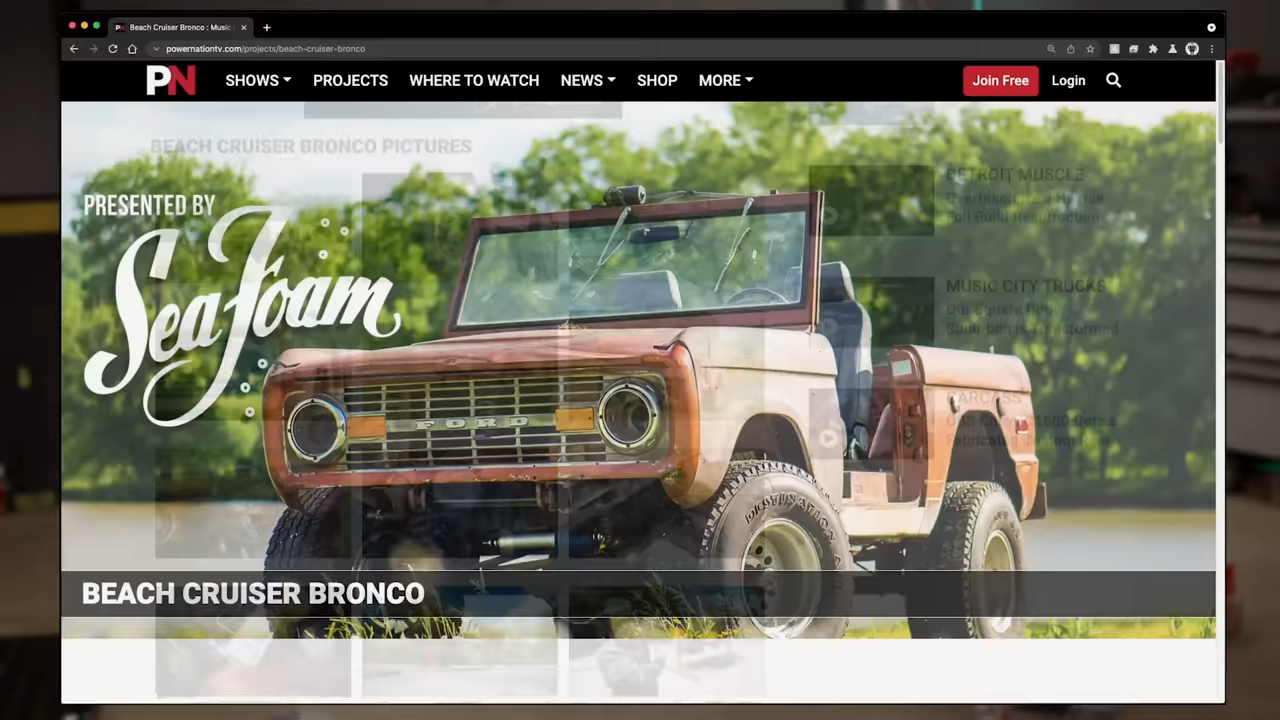 Beach Cruiser Bronco : Music
powernationtv.com/projects/beach-cruiser-bronco
PN
SHOWS
PROJECTS
WHERE TO WATCH
NEWS
SHOP
MORE
Join Free
Login
BEACH CRUISER BRONCO PICTURES
DETROIT MUSCLE
PRESENTED BY
SeaFoam
MUSIC CITY TRUCKS
CARCASS
FORD
DESTINATION
BEACH CRUISER BRONCO